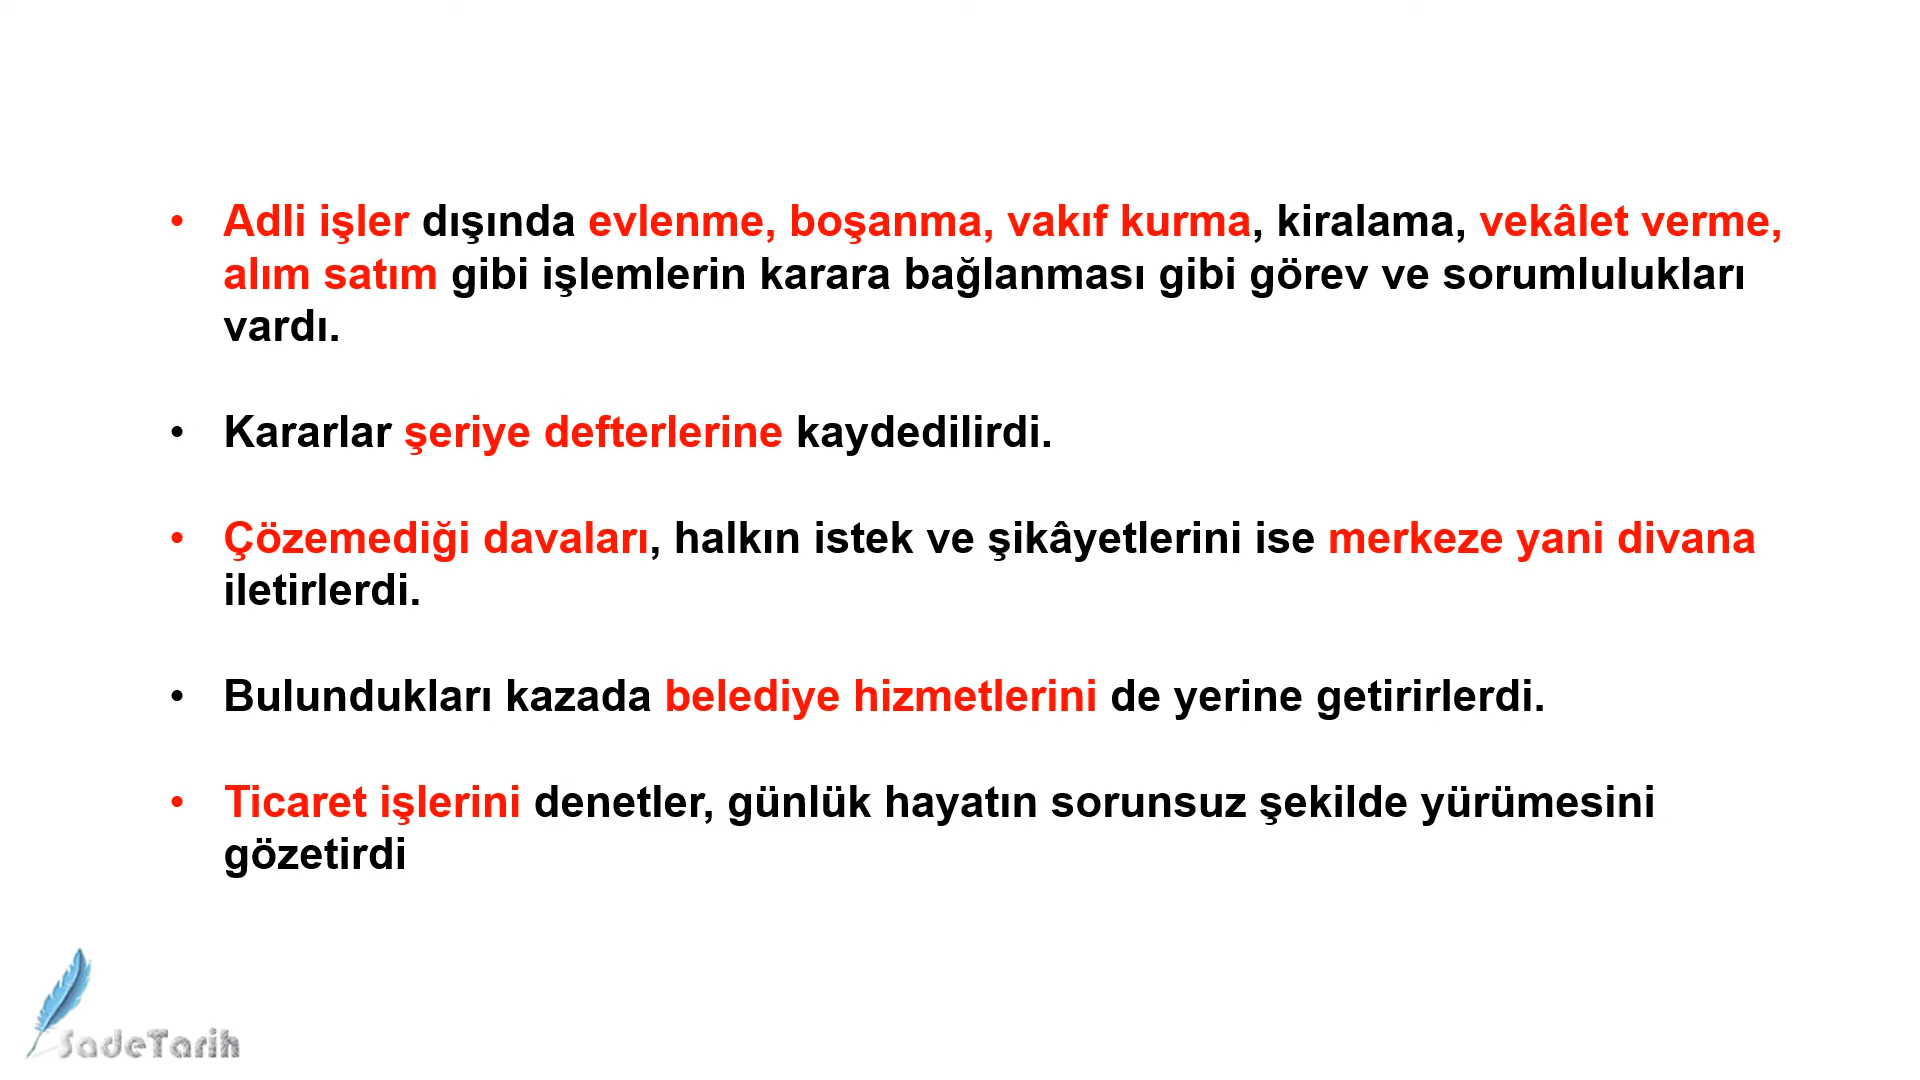 • Adli işler dışında evlenme, boşanma, vakıf kurma, kiralama, vekâlet verme,
alım satım gibi işlemlerin karara bağlanması gibi görev ve sorumlulukları
vardı.
• Kararlar şeriye defterlerine kaydedilirdi.
• Çözemediği davaları, halkın istek ve şikâyetlerini ise merkeze yani divana
iletirlerdi.
• Bulundukları kazada belediye hizmetlerini de yerine getirirlerdi.
• Ticaret işlerini denetler, günlük hayatın sorunsuz şekilde yürümesini
gözetirdi
SadeTarih